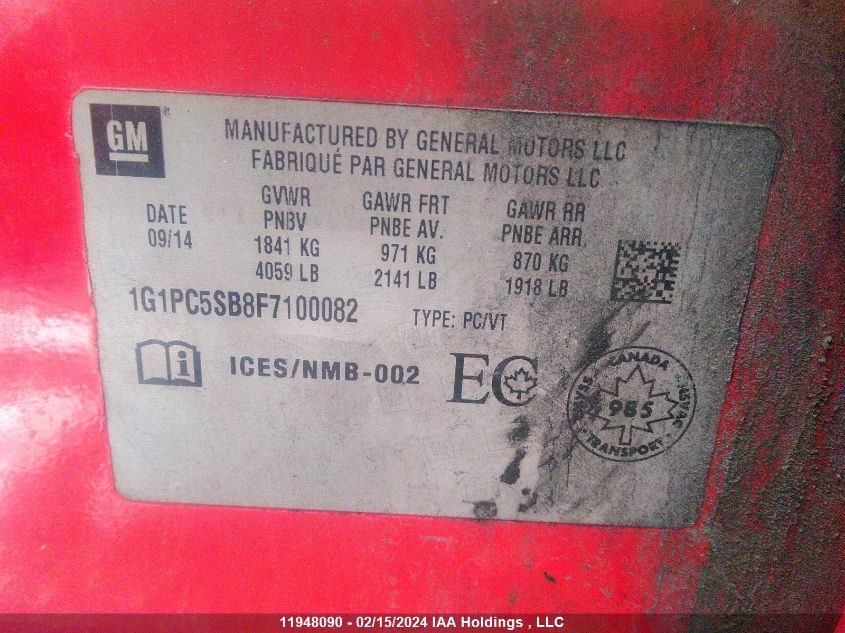 GM®
MANUFACTURED BY GENERAL MOTORS LLC
FABRIQUÉ PAR GENERAL MOTORS LLC
DATE
09/14
GVWR
PNBV
1841 KG
4059 LB
GAWR FRT
PNBE AV.
971 KG
2141 LB
GAWR RR
PNBE ARR.
870 KG
1918 LB
1G1PC5SB8F7100082
TYPE: PC/VT
i
ICES/NMB-002
EC
CANADA
MVSS
985
NSVAC
TRANSPORT
11948090 - 02/15/2024 IAA Holdings , LLC